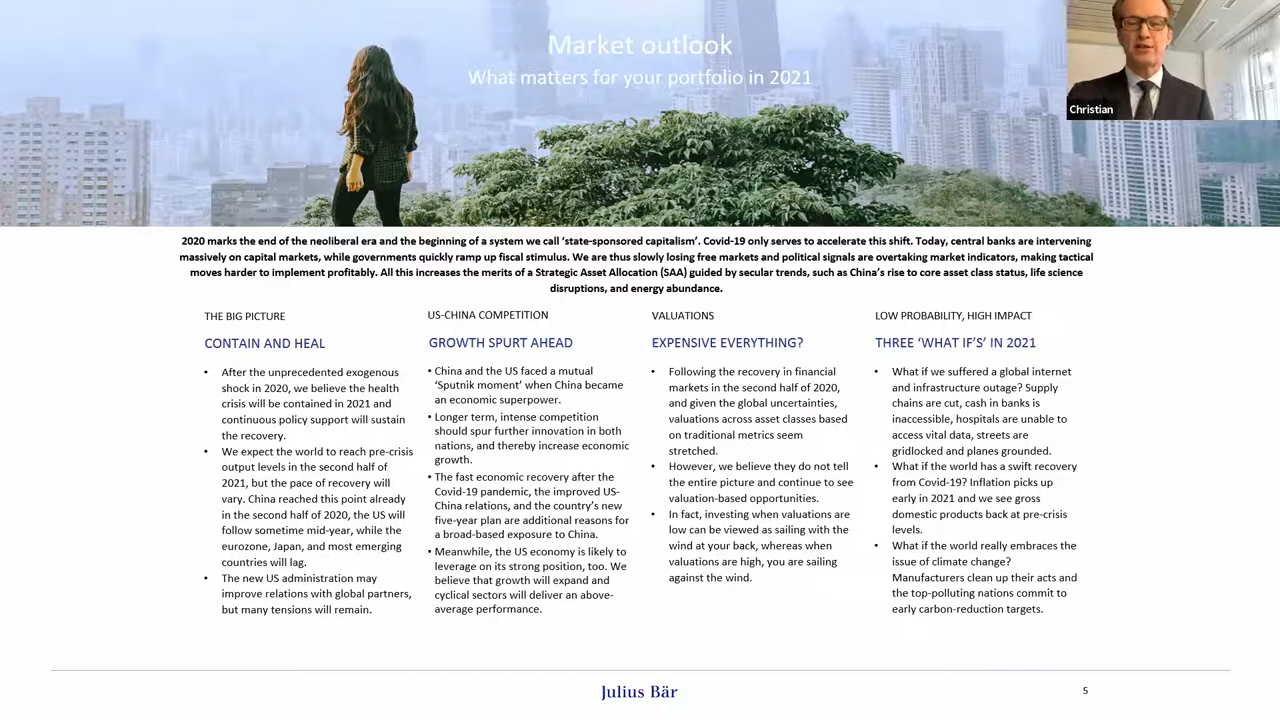 Market outlook
What matters for your portfolio in 2021
Christian
2020 marks the end of the neoliberal era and the beginning of a system we call ‘state-sponsored capitalism’. Covid-19 only serves to accelerate this shift. Today, central banks are intervening
massively on capital markets, while governments quickly ramp up fiscal stimulus. We are thus slowly losing free markets and political signals are overtaking market indicators, making tactical
moves harder to implement profitably. All this increases the merits of a Strategic Asset Allocation (SAA) guided by secular trends, such as China’s rise to core asset class status, life science
disruptions, and energy abundance.
THE BIG PICTURE
CONTAIN AND HEAL
• After the unprecedented exogenous
shock in 2020, we believe the health
crisis will be contained in 2021 and
continuous policy support will sustain
the recovery.
• We expect the world to reach pre-crisis
output levels in the second half of
2021, but the pace of recovery will
vary. China reached this point already
in the second half of 2020, the US will
follow sometime mid-year, while the
eurozone, Japan, and most emerging
countries will lag.
• The new US administration may
improve relations with global partners,
but many tensions will remain.
US-CHINA COMPETITION
GROWTH SPURT AHEAD
• China and the US faced a mutual
‘Sputnik moment’ when China became
an economic superpower.
• Longer term, intense competition
should spur further innovation in both
nations, and thereby increase economic
growth.
• The fast economic recovery after the
Covid-19 pandemic, the improved US-
China relations, and the country’s new
five-year plan are additional reasons for
a broad-based exposure to China.
• Meanwhile, the US economy is likely to
leverage on its strong position, too. We
believe that growth will expand and
cyclical sectors will deliver an above-
average performance.
VALUATIONS
EXPENSIVE EVERYTHING?
• Following the recovery in financial
markets in the second half of 2020,
and given the global uncertainties,
valuations across asset classes based
on traditional metrics seem
stretched.
• However, we believe they do not tell
the entire picture and continue to see
valuation-based opportunities.
• In fact, investing when valuations are
low can be viewed as sailing with the
wind at your back, whereas when
valuations are high, you are sailing
against the wind.
LOW PROBABILITY, HIGH IMPACT
THREE ‘WHAT IF’S’ IN 2021
• What if we suffered a global internet
and infrastructure outage? Supply
chains are cut, cash in banks is
inaccessible, hospitals are unable to
access vital data, streets are
gridlocked and planes grounded.
• What if the world has a swift recovery
from Covid-19? Inflation picks up
early in 2021 and we see gross
domestic products back at pre-crisis
levels.
• What if the world really embraces the
issue of climate change?
Manufacturers clean up their acts and
the top-polluting nations commit to
early carbon-reduction targets.
Julius Bär
5